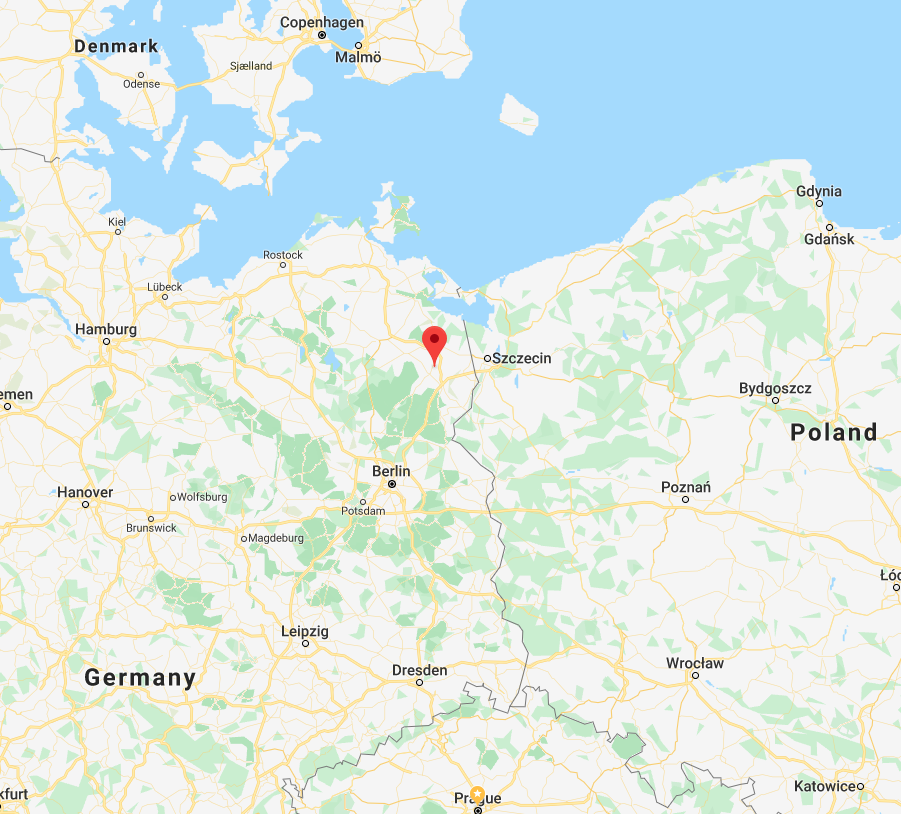 Copenhagen
Denmark
Malmö
Sjælland
Odense
Gdynia
Kiel
Gdańsk
Rostock
Lübeck
Hamburg
Szczecin
Bydgoszcz
emen
Poland
Berlin
Poznań
Hanover
Wolfsburg
Potsdam
Brunswick
Magdeburg
Łód
Leipzig
Wrocław
Dresden
Germany
Katowice
kfurt
Prague